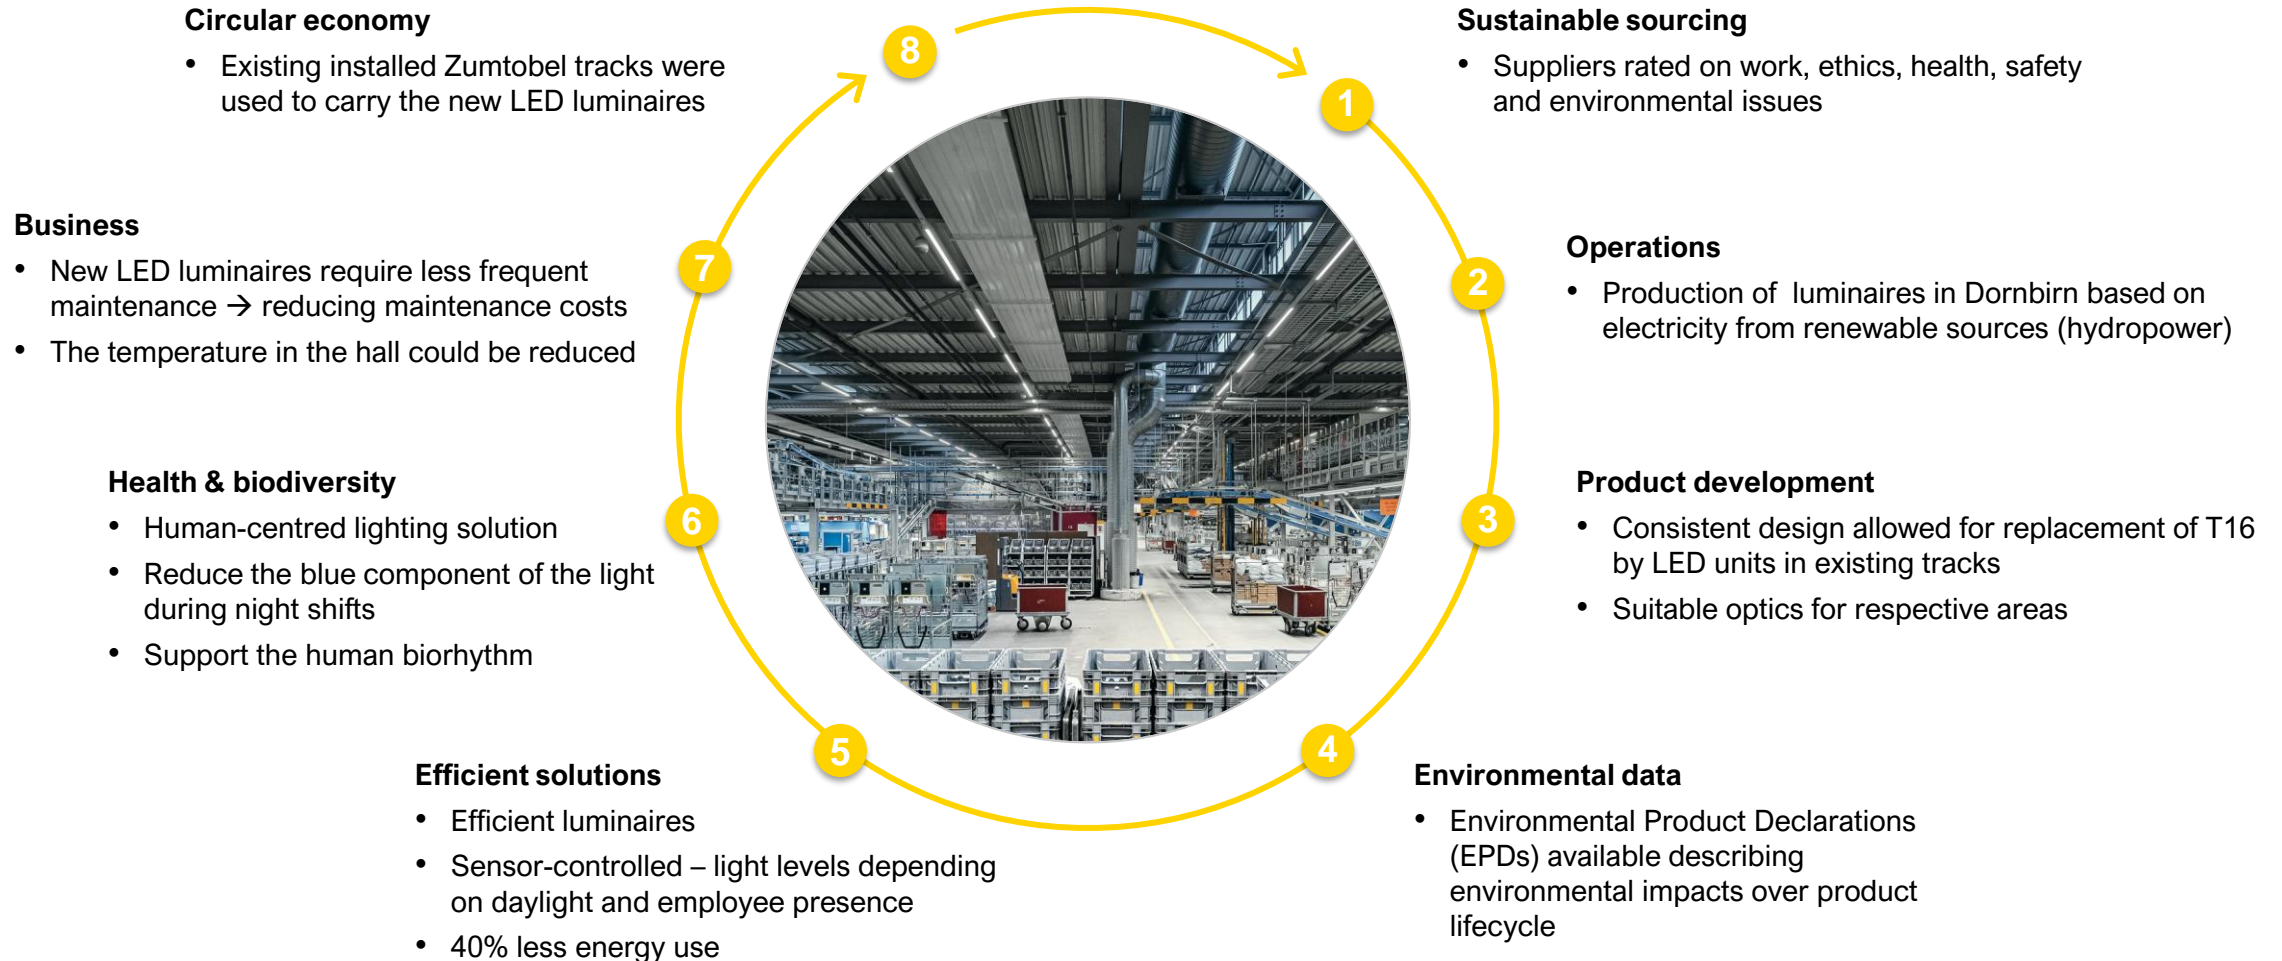 Circular economy
• Existing installed Zumtobel tracks were
used to carry the new LED luminaires
8
Sustainable sourcing
• Suppliers rated on work, ethics, health, safety
and environmental issues
1
Business
• New LED luminaires require less frequent
maintenance → reducing maintenance costs
• The temperature in the hall could be reduced
7
Operations
• Production of  luminaires in Dornbirn based on
electricity from renewable sources (hydropower)
2
Health & biodiversity
• Human-centred lighting solution
• Reduce the blue component of the light
during night shifts
• Support the human biorhythm
6
Product development
• Consistent design allowed for replacement of T16
by LED units in existing tracks
• Suitable optics for respective areas
3
Efficient solutions
• Efficient luminaires
• Sensor-controlled – light levels depending
on daylight and employee presence
• 40% less energy use
5
Environmental data
• Environmental Product Declarations
(EPDs) available describing
environmental impacts over product
lifecycle
4